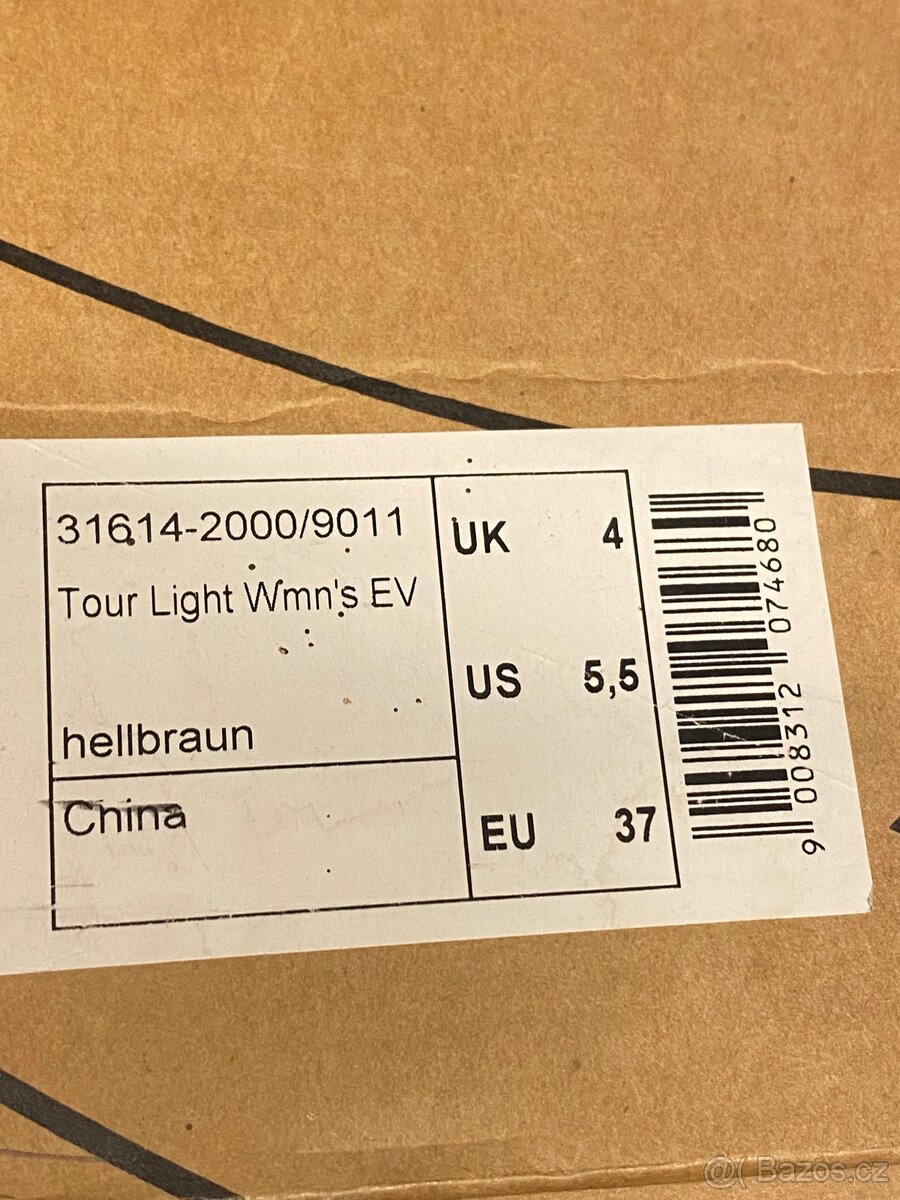 31614-2000/9011
Tour Light Wmn's EV
hellbraun
China
UK 4
US 5,5
EU 37
9 008312 074680
@( Bazos.cz